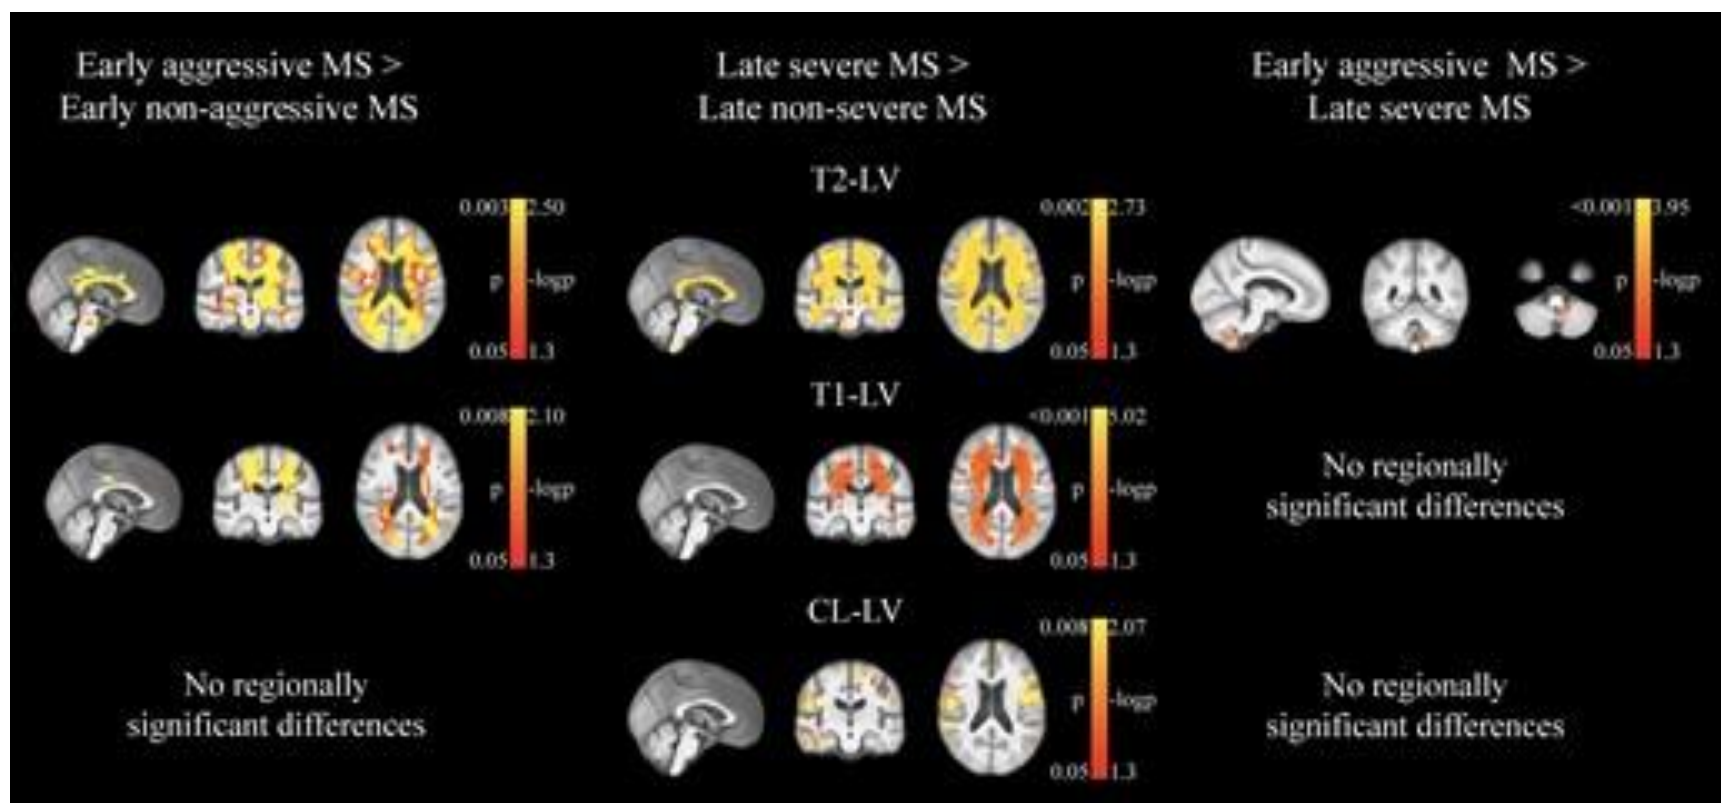 Early aggressive MS >
Early non-aggressive MS
Late severe MS >
Late non-severe MS
Early aggressive MS >
Late severe MS
T2-LV
0.003 2.50
p -logp
0.05 1.3
0.002 2.73
p -logp
0.05 1.3
<0.001 3.95
p -logp
0.05 1.3
T1-LV
0.008 2.10
p -logp
0.05 1.3
<0.001 5.02
p -logp
0.05 1.3
No regionally
significant differences
CL-LV
No regionally
significant differences
0.008 2.07
p -logp
0.05 1.3
No regionally
significant differences